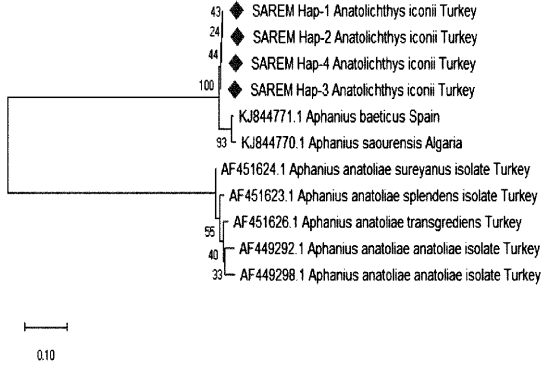 43
SAREM Hap-1 Anatolichthys iconii Turkey
24
SAREM Hap-2 Anatolichthys iconii Turkey
44
SAREM Hap-4 Anatolichthys iconii Turkey
100
SAREM Hap-3 Anatolichthys iconii Turkey
KJ844771.1 Aphanius baeticus Spain
93
KJ844770.1 Aphanius saourensis Algaria
AF451624.1 Aphanius anatoliae sureyanus isolate Turkey
AF451623.1 Aphanius anatoliae splendens isolate Turkey
AF451626.1 Aphanius anatoliae transgrediens Turkey
55
AF449292.1 Aphanius anatoliae anatoliae isolate Turkey
40
AF449298.1 Aphanius anatoliae anatoliae isolate Turkey
33
0.10